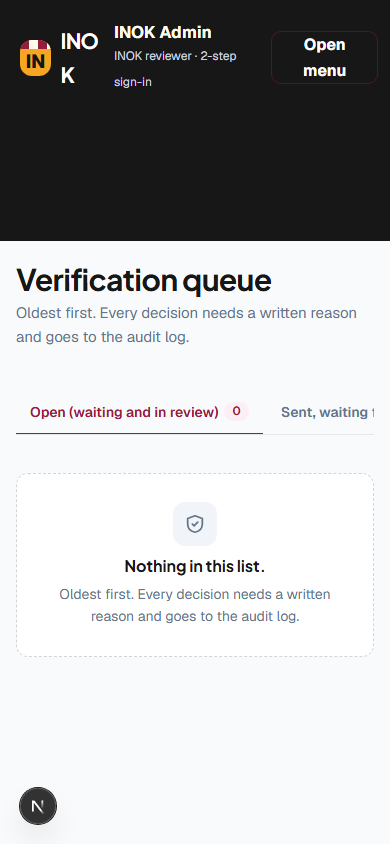 IN
INO
K
INOK Admin
INOK reviewer · 2-step
sign-in
Open
menu
Verification queue
Oldest first. Every decision needs a written reason
and goes to the audit log.
Open (waiting and in review) 0
Sent, waiting
Nothing in this list.
Oldest first. Every decision needs a written
reason and goes to the audit log.
N